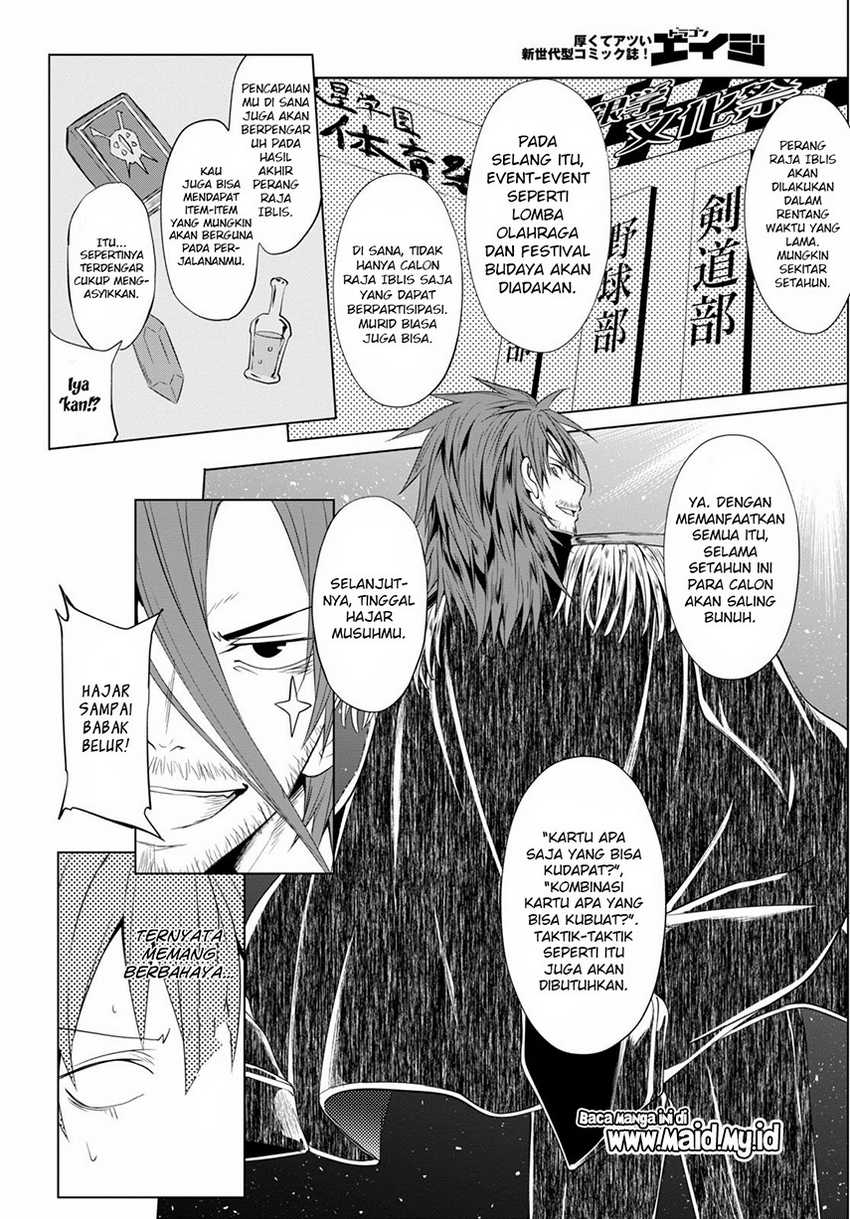 厚くてアツい
新世代型コミック誌!
ドラゴン
エイジ
PERANG
RAJA IBLIS
AKAN
DILAKUKAN
DALAM
RENTANG
WAKTU YANG
LAMA.
MUNGKIN
SEKITAR
SETAHUN.
文化祭
剣道部
野球部
部
PADA
SELANG ITU,
EVENT-EVENT
SEPERTI
LOMBA
OLAHRAGA
DAN FESTIVAL
BUDAYA AKAN
DIADAKAN.
星学園
体育
DI SANA, TIDAK
HANYA CALON
RAJA IBLIS SAJA
YANG DAPAT
BERPARTISIPASI.
MURID BIASA
JUGA BISA.
PENCAPAIAN
MU DI SANA
JUGA AKAN
BERPENGAR
UH PADA
HASIL
AKHIR
PERANG
RAJA
IBLIS.
KAU
JUGA BISA
MENDAPAT
ITEM-ITEM
YANG MUNGKIN
AKAN BERGUNA
PADA PER-
JALANANMU.
ITU...
SEPERTINYA
TERDENGAR
CUKUP MENG-
ASYIKKAN.
Iya
'kan!?
YA. DENGAN
MEMANFAATKAN
SEMUA ITU,
SELAMA
SETAHUN INI
PARA CALON
AKAN SALING
BUNUH.
SELANJUT-
NYA, TINGGAL
HAJAR
MUSUHMU.
HAJAR
SAMPAI
BABAK
BELUR!
"KARTU APA
SAJA YANG BISA
KUDAPAT?",
"KOMBINASI
KARTU APA YANG
BISA KUBUAT?".
TAKTIK-TAKTIK
SEPERTI ITU
JUGA AKAN
DIBUTUHKAN.
TERNYATA
MEMANG
BERBAHAYA...
Baca Manga ini di
www.Maid.My.id